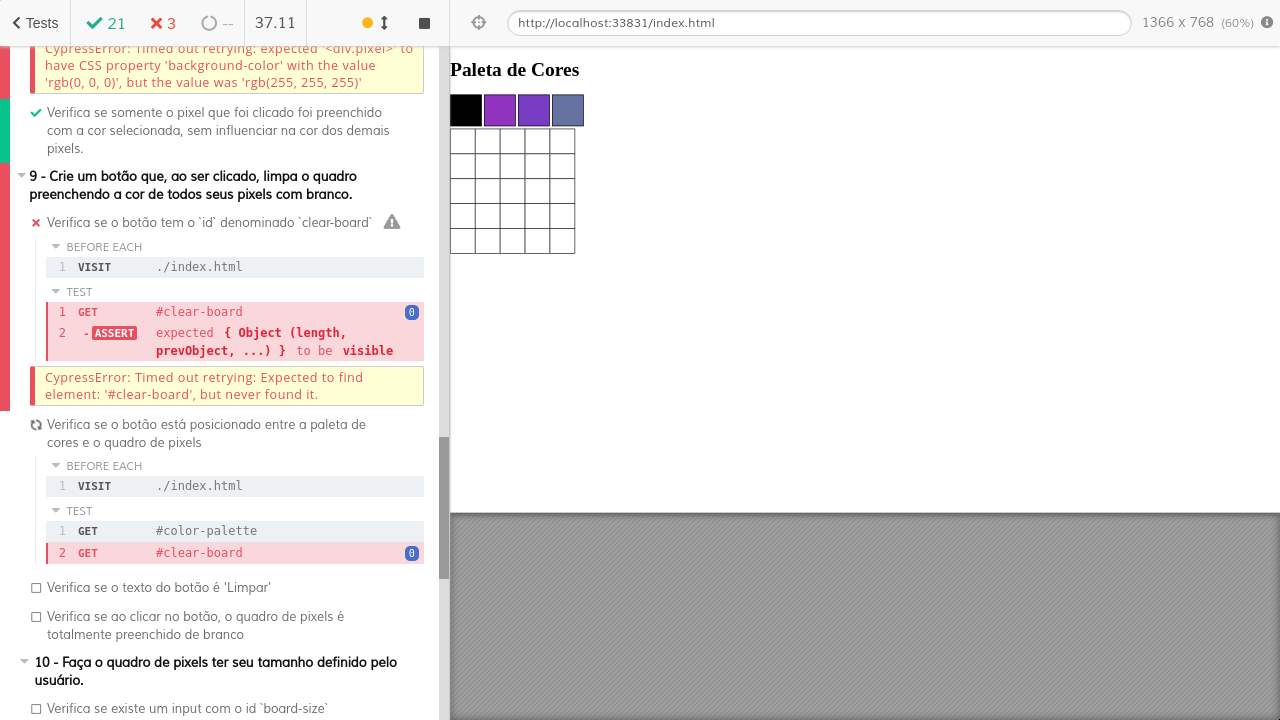 Tests 21 3 -- 37.11 http://localhost:33831/index.html 1366 x 768 (60%)
CypressError: Timed out retrying: expected '<div.pixel>' to
have CSS property 'background-color' with the value
'rgb(0, 0, 0)', but the value was 'rgb(255, 255, 255)'
Verifica se somente o pixel que foi clicado foi preenchido
com a cor selecionada, sem influenciar na cor dos demais
pixels.
9 - Crie um botão que, ao ser clicado, limpa o quadro
preenchendo a cor de todos seus pixels com branco.
Verifica se o botão tem o `id` denominado `clear-board`
BEFORE EACH
1 VISIT ./index.html
TEST
1 GET #clear-board 0
2 -ASSERT expected { Object (length,
prevObject, ...) } to be visible
CypressError: Timed out retrying: Expected to find
element: '#clear-board', but never found it.
Verifica se o botão está posicionado entre a paleta de
cores e o quadro de pixels
BEFORE EACH
1 VISIT ./index.html
TEST
1 GET #color-palette
2 GET #clear-board 0
Verifica se o texto do botão é 'Limpar'
Verifica se ao clicar no botão, o quadro de pixels é
totalmente preenchido de branco
10 - Faça o quadro de pixels ter seu tamanho definido pelo
usuário.
Verifica se existe um input com o id `board-size`
Paleta de Cores